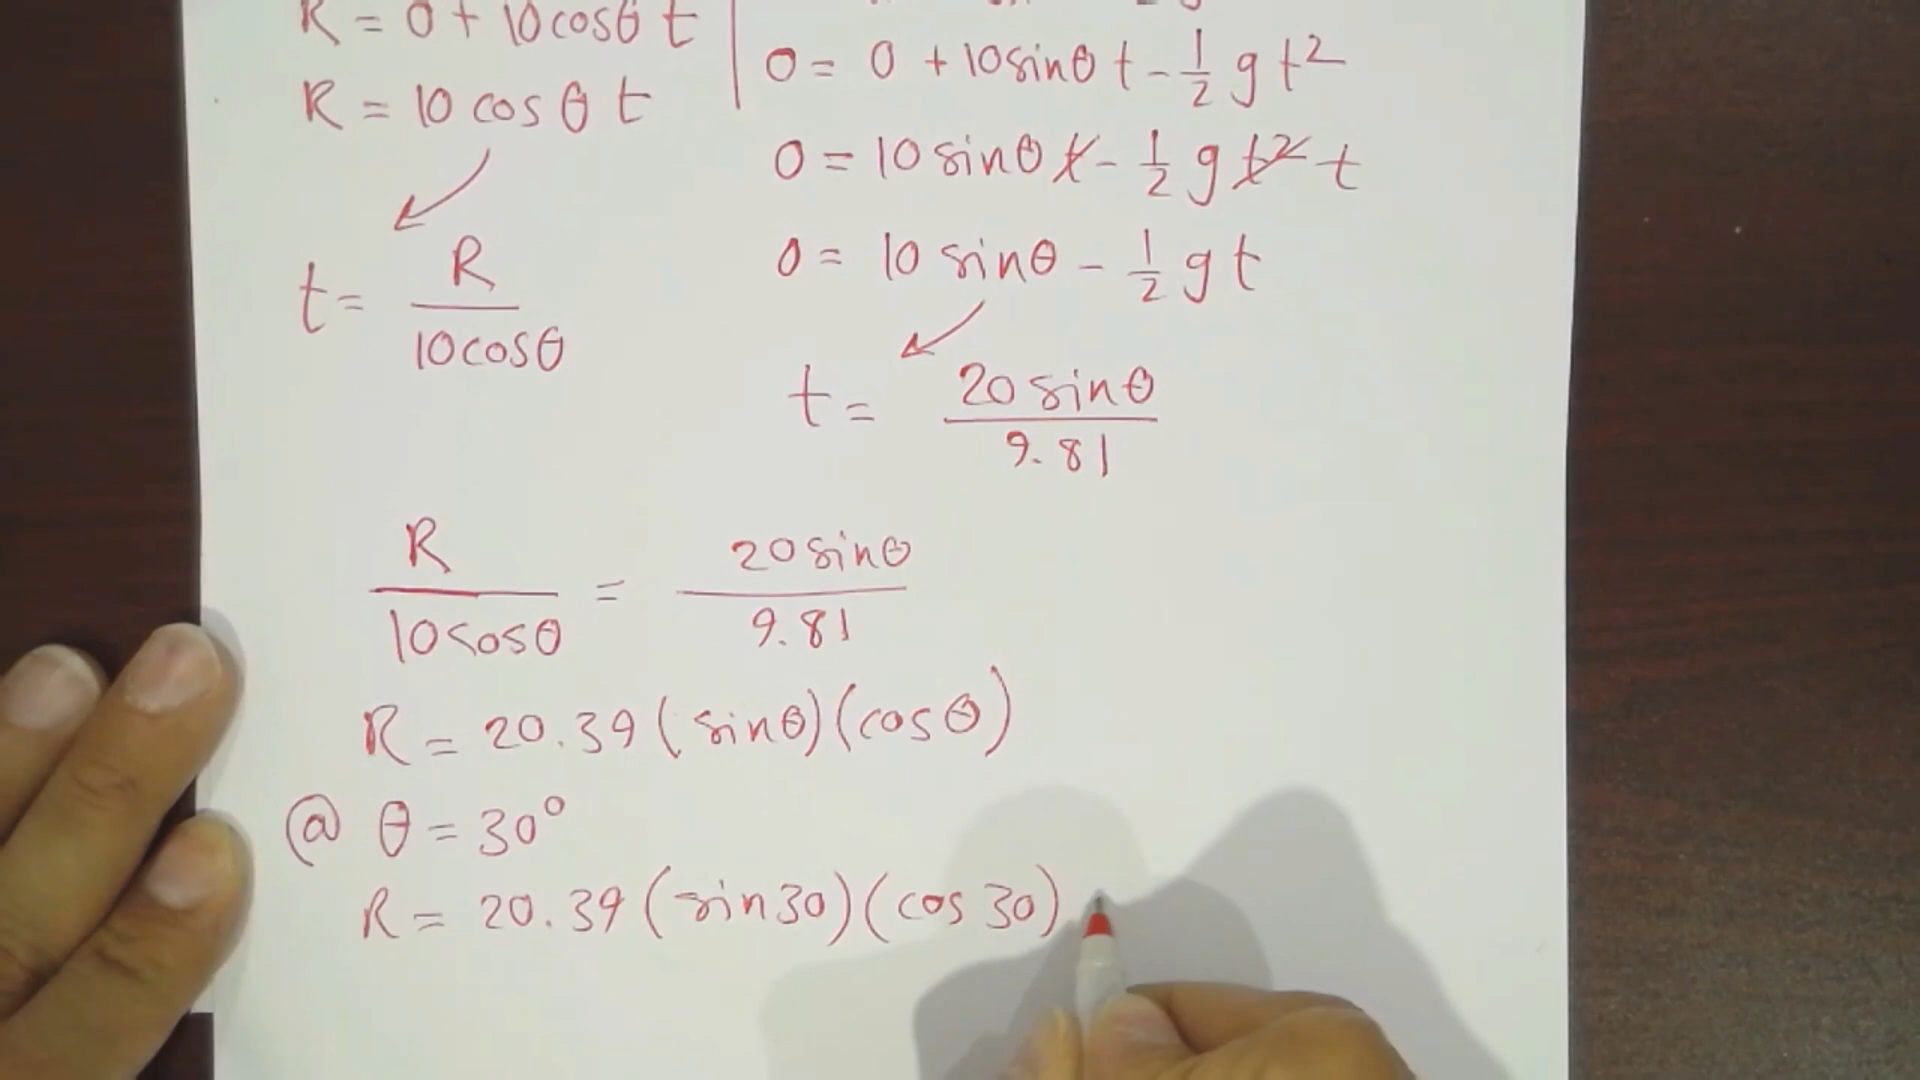 R = 0 + 10cosθ t
R = 10 cos θ t
t = R / 10cosθ
0 = 0 + 10sinθ t - 1/2 g t²
0 = 10 sinθ t - 1/2 g t² t
0 = 10 sinθ - 1/2 g t
t = 20 sinθ / 9.81
R / 10cosθ = 20 sinθ / 9.81
R = 20.39 (sinθ)(cosθ)
@ θ = 30°
R = 20.39 (sin30)(cos 30)